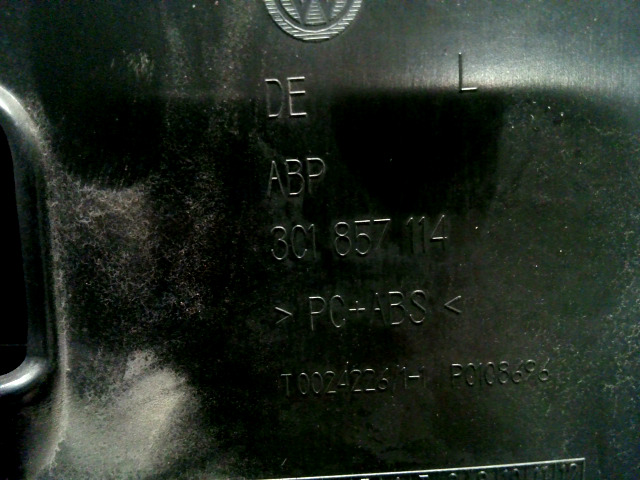 DE L
ABP
3C1 857 114
> PC+ABS <
T0024226/1-1 P0108696